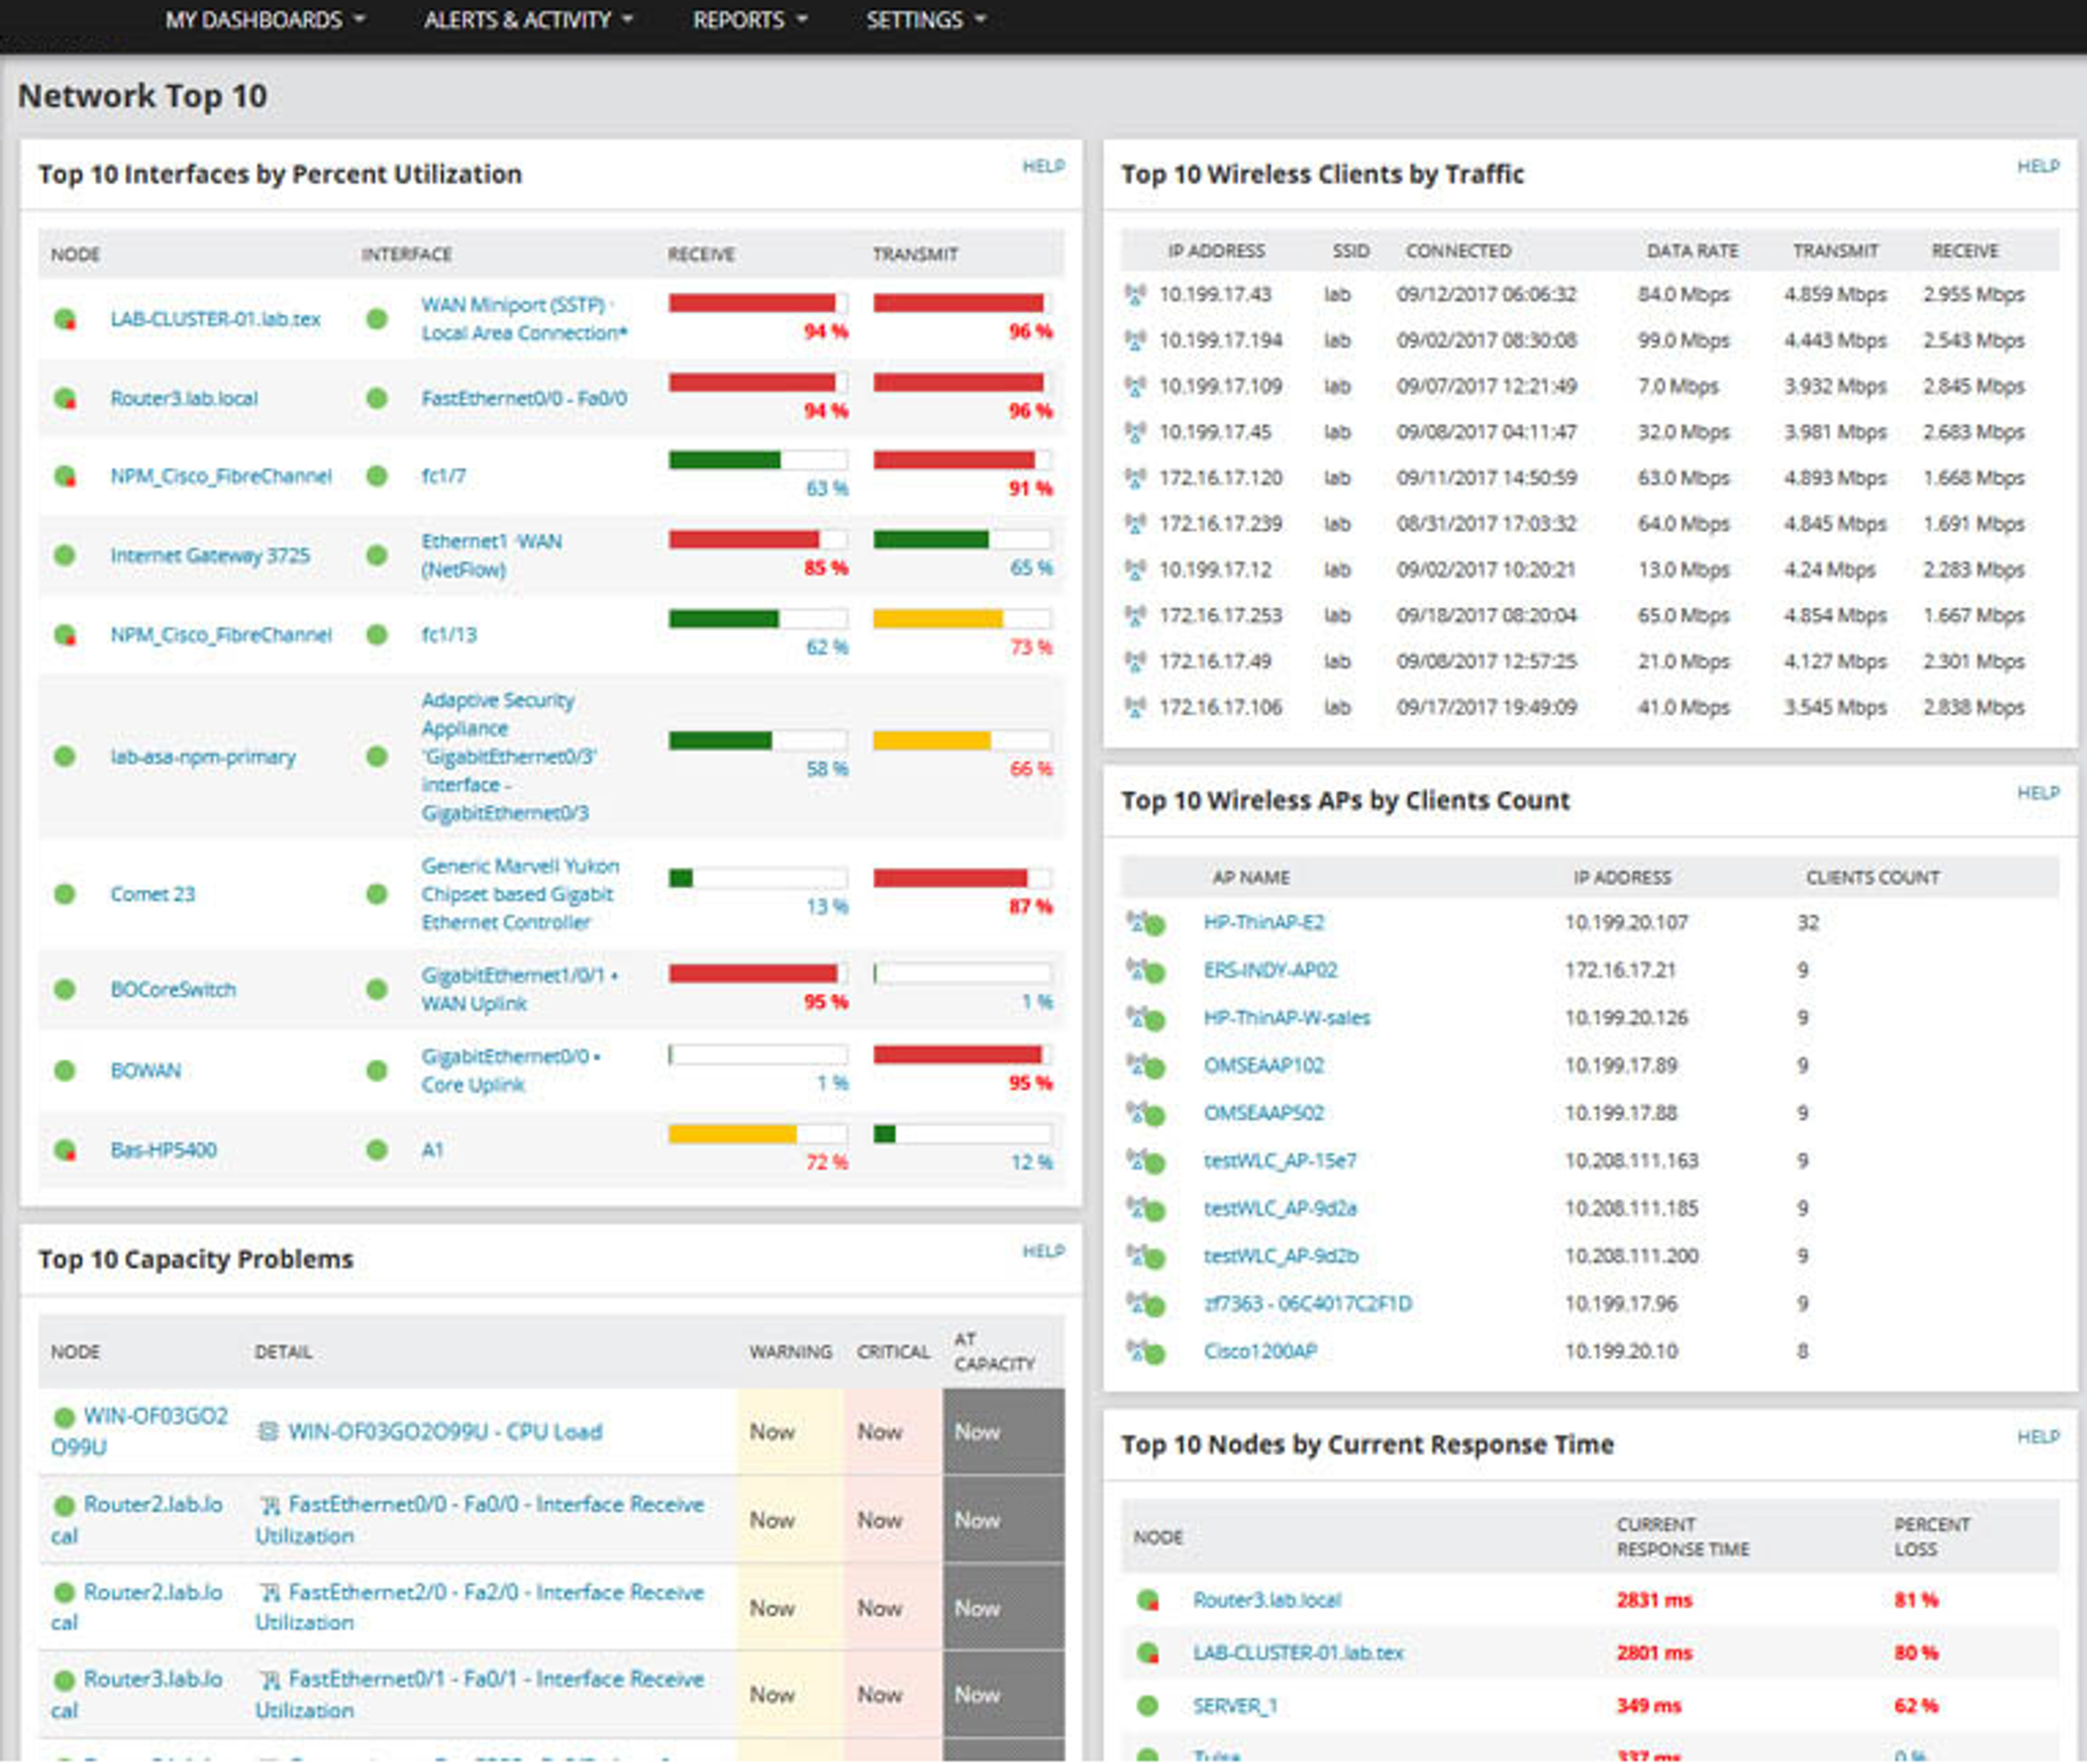 MY DASHBOARDS ALERTS & ACTIVITY REPORTS SETTINGS
Network Top 10
Top 10 Interfaces by Percent Utilization HELP
NODE INTERFACE RECEIVE TRANSMIT
LAB-CLUSTER-01.lab.tex WAN Miniport (SSTP) · Local Area Connection* 94 % 96 %
Router3.lab.local FastEthernet0/0 - Fa0/0 94 % 96 %
NPM_Cisco_FibreChannel fc1/7 63 % 91 %
Internet Gateway 3725 Ethernet1 ·WAN (NetFlow) 85 % 65 %
NPM_Cisco_FibreChannel fc1/13 62 % 73 %
lab-asa-npm-primary Adaptive Security Appliance 'GigabitEthernet0/3' interface - GigabitEthernet0/3 58 % 66 %
Comet 23 Generic Marvell Yukon Chipset based Gigabit Ethernet Controller 13 % 87 %
BOCoreSwitch GigabitEthernet1/0/1 • WAN Uplink 95 % 1 %
BOWAN GigabitEthernet0/0 • Core Uplink 1 % 95 %
Bas-HP5400 A1 72 % 12 %
Top 10 Capacity Problems HELP
NODE DETAIL WARNING CRITICAL AT CAPACITY
WIN-OF03GO2O99U WIN-OF03GO2O99U - CPU Load Now Now Now
Router2.lab.local FastEthernet0/0 - Fa0/0 - Interface Receive Utilization Now Now Now
Router2.lab.local FastEthernet2/0 - Fa2/0 - Interface Receive Utilization Now Now Now
Router3.lab.local FastEthernet0/1 - Fa0/1 - Interface Receive Utilization Now Now Now
Top 10 Wireless Clients by Traffic HELP
IP ADDRESS SSID CONNECTED DATA RATE TRANSMIT RECEIVE
10.199.17.43 lab 09/12/2017 06:06:32 84.0 Mbps 4.859 Mbps 2.955 Mbps
10.199.17.194 lab 09/02/2017 08:30:08 99.0 Mbps 4.443 Mbps 2.543 Mbps
10.199.17.109 lab 09/07/2017 12:21:49 7.0 Mbps 3.932 Mbps 2.845 Mbps
10.199.17.45 lab 09/08/2017 04:11:47 32.0 Mbps 3.981 Mbps 2.683 Mbps
172.16.17.120 lab 09/11/2017 14:50:59 63.0 Mbps 4.893 Mbps 1.668 Mbps
172.16.17.239 lab 08/31/2017 17:03:32 64.0 Mbps 4.845 Mbps 1.691 Mbps
10.199.17.12 lab 09/02/2017 10:20:21 13.0 Mbps 4.24 Mbps 2.283 Mbps
172.16.17.253 lab 09/18/2017 08:20:04 65.0 Mbps 4.854 Mbps 1.667 Mbps
172.16.17.49 lab 09/08/2017 12:57:25 21.0 Mbps 4.127 Mbps 2.301 Mbps
172.16.17.106 lab 09/17/2017 19:49:09 41.0 Mbps 3.545 Mbps 2.838 Mbps
Top 10 Wireless APs by Clients Count HELP
AP NAME IP ADDRESS CLIENTS COUNT
HP-ThinAP-E2 10.199.20.107 32
ERS-INDY-AP02 172.16.17.21 9
HP-ThinAP-W-sales 10.199.20.126 9
OMSEAAP102 10.199.17.89 9
OMSEAAP502 10.199.17.88 9
testWLC_AP-15e7 10.208.111.163 9
testWLC_AP-9d2a 10.208.111.185 9
testWLC_AP-9d2b 10.208.111.200 9
zf7363 - 06C4017C2F1D 10.199.17.96 9
Cisco1200AP 10.199.20.10 8
Top 10 Nodes by Current Response Time HELP
NODE CURRENT RESPONSE TIME PERCENT LOSS
Router3.lab.local 2831 ms 81 %
LAB-CLUSTER-01.lab.tex 2801 ms 80 %
SERVER_1 349 ms 62 %
Tulsa 337 ms 0 %